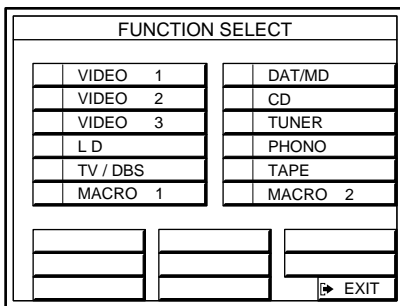 FUNCTION SELECT
VIDEO 1
VIDEO 2
VIDEO 3
L D
TV / DBS
MACRO 1
DAT/MD
CD
TUNER
PHONO
TAPE
MACRO 2
EXIT